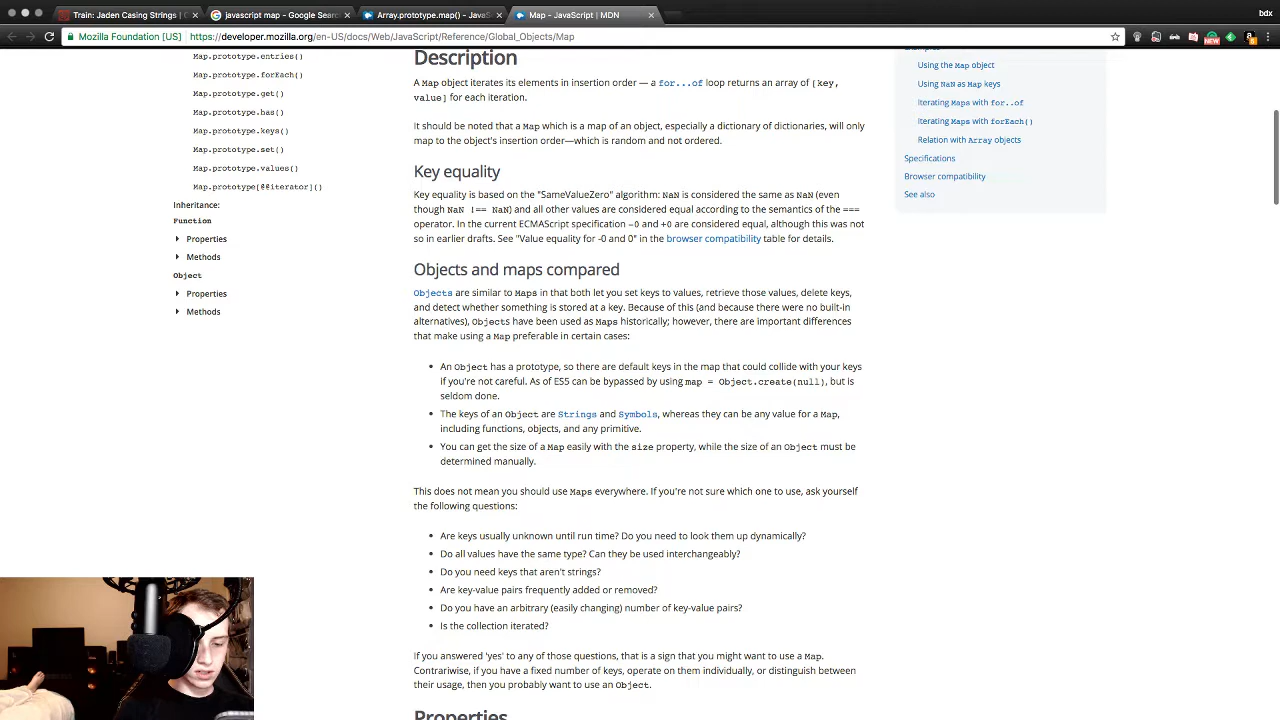 Train: Jaden Casing Strings | C
javascript map - Google Sear
Array.prototype.map() - JavaS
Map - JavaScript | MDN
bdx
Mozilla Foundation [US]
https://developer.mozilla.org/en-US/docs/Web/JavaScript/Reference/Global_Objects/Map
NEW
Map.prototype.entries()
Map.prototype.forEach()
Map.prototype.get()
Map.prototype.has()
Map.prototype.keys()
Map.prototype.set()
Map.prototype.values()
Map.prototype[@@iterator]()
Inheritance:
Function
Properties
Methods
Object
Properties
Methods
Description
A Map object iterates its elements in insertion order — a for...of loop returns an array of [key,
value] for each iteration.
It should be noted that a Map which is a map of an object, especially a dictionary of dictionaries, will only
map to the object's insertion order—which is random and not ordered.
Key equality
Key equality is based on the "SameValueZero" algorithm: NaN is considered the same as NaN (even
though NaN !== NaN) and all other values are considered equal according to the semantics of the ===
operator. In the current ECMAScript specification -0 and +0 are considered equal, although this was not
so in earlier drafts. See "Value equality for -0 and 0" in the browser compatibility table for details.
Objects and maps compared
Objects are similar to Maps in that both let you set keys to values, retrieve those values, delete keys,
and detect whether something is stored at a key. Because of this (and because there were no built-in
alternatives), Objects have been used as Maps historically; however, there are important differences
that make using a Map preferable in certain cases:
An Object has a prototype, so there are default keys in the map that could collide with your keys
if you're not careful. As of ES5 can be bypassed by using map = Object.create(null), but is
seldom done.
The keys of an Object are Strings and Symbols, whereas they can be any value for a Map,
including functions, objects, and any primitive.
You can get the size of a Map easily with the size property, while the size of an Object must be
determined manually.
This does not mean you should use Maps everywhere. If you're not sure which one to use, ask yourself
the following questions:
Are keys usually unknown until run time? Do you need to look them up dynamically?
Do all values have the same type? Can they be used interchangeably?
Do you need keys that aren't strings?
Are key-value pairs frequently added or removed?
Do you have an arbitrary (easily changing) number of key-value pairs?
Is the collection iterated?
If you answered 'yes' to any of those questions, that is a sign that you might want to use a Map.
Contrariwise, if you have a fixed number of keys, operate on them individually, or distinguish between
their usage, then you probably want to use an Object.
Properties
Using the Map object
Using NaN as Map keys
Iterating Maps with for..of
Iterating Maps with forEach()
Relation with Array objects
Specifications
Browser compatibility
See also